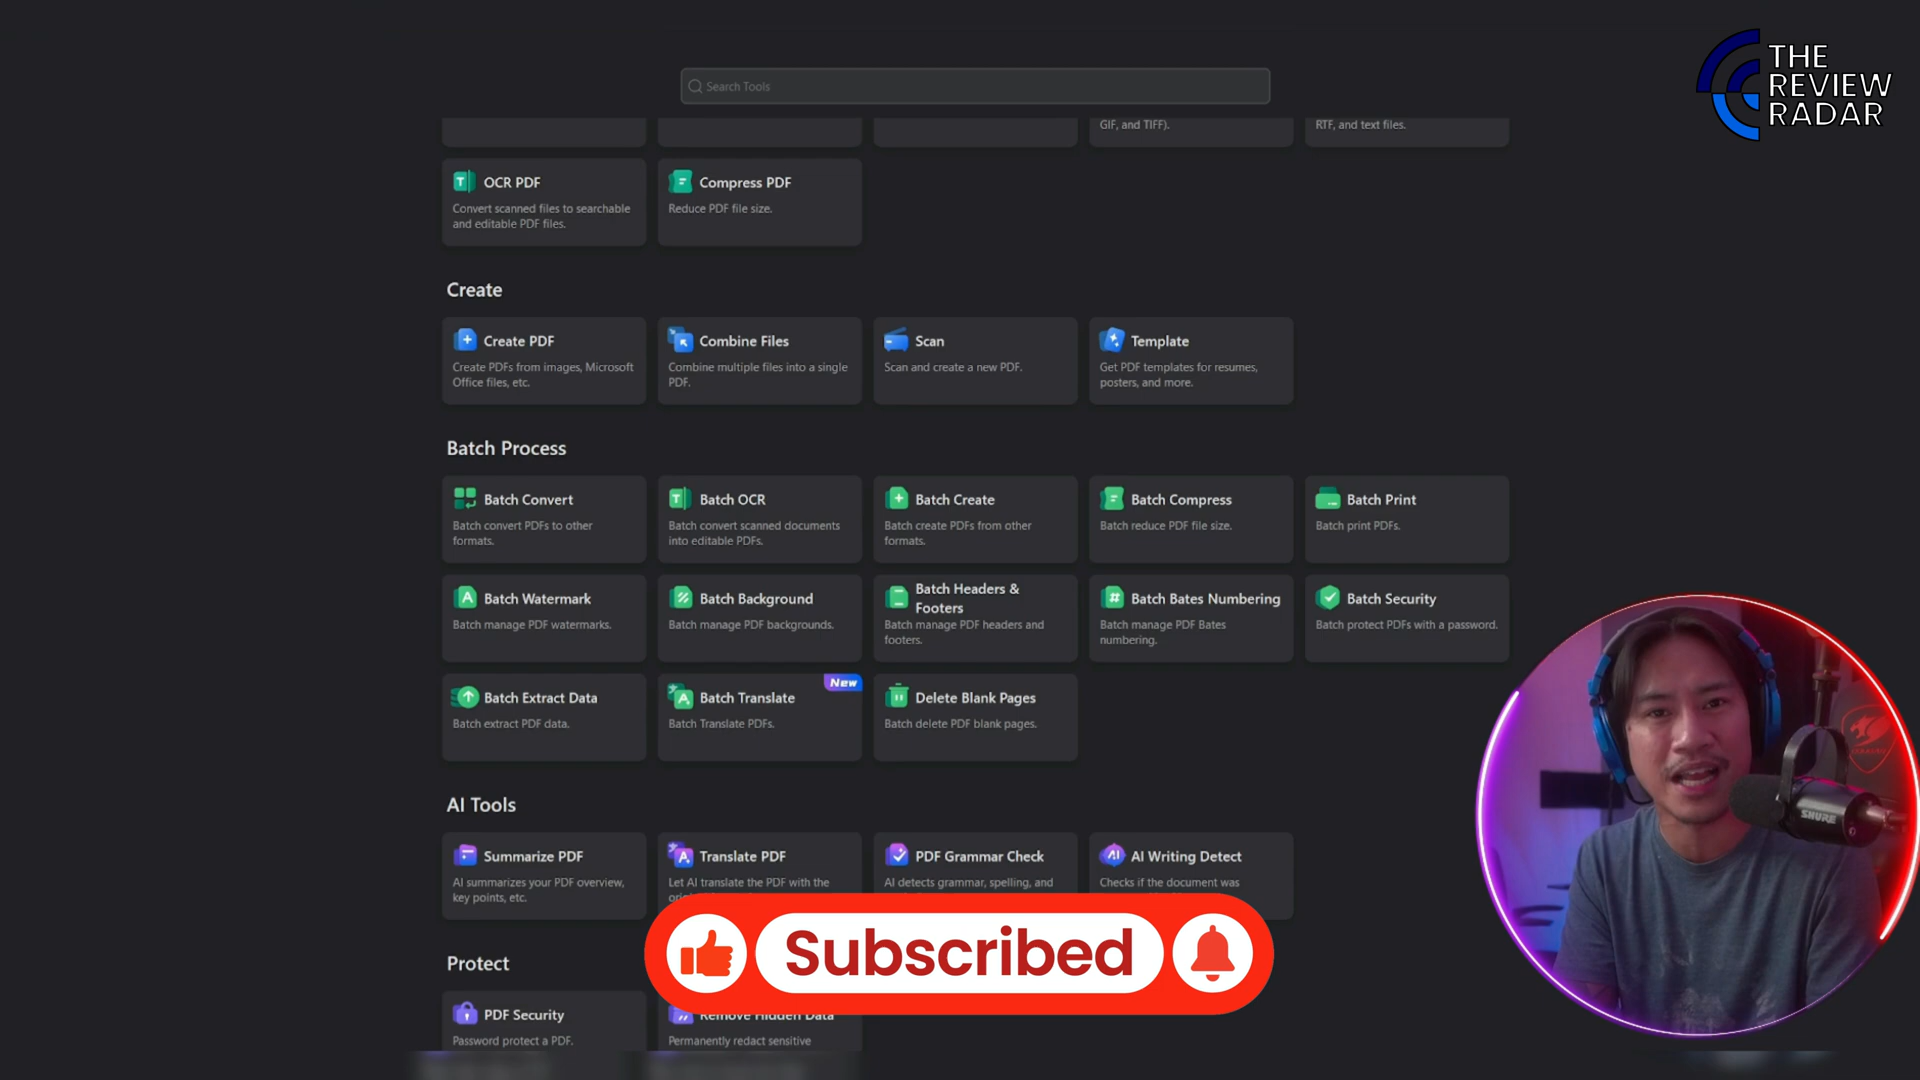 THE
REVIEW
RADAR
Search Tools
GIF, and TIFF).
RTF, and text files.
OCR PDF
Convert scanned files to searchable
and editable PDF files.
Compress PDF
Reduce PDF file size.
Create
Create PDF
Create PDFs from images, Microsoft
Office files, etc.
Combine Files
Combine multiple files into a single
PDF.
Scan
Scan and create a new PDF.
Template
Get PDF templates for resumes,
posters, and more.
Batch Process
Batch Convert
Batch convert PDFs to other
formats.
Batch OCR
Batch convert scanned documents
into editable PDFs.
Batch Create
Batch create PDFs from other
formats.
Batch Compress
Batch reduce PDF file size.
Batch Print
Batch print PDFs.
Batch Watermark
Batch manage PDF watermarks.
Batch Background
Batch manage PDF backgrounds.
Batch Headers &
Footers
Batch manage PDF headers and
footers.
Batch Bates Numbering
Batch manage PDF Bates
numbering.
Batch Security
Batch protect PDFs with a password.
Batch Extract Data
Batch extract PDF data.
New
Batch Translate
Batch Translate PDFs.
Delete Blank Pages
Batch delete PDF blank pages.
AI Tools
Summarize PDF
AI summarizes your PDF overview,
key points, etc.
Translate PDF
Let AI translate the PDF with the
PDF Grammar Check
AI detects grammar, spelling, and
AI Writing Detect
Checks if the document was
Subscribed
SHURE
Protect
PDF Security
Password protect a PDF.
Remove Hidden Data
Permanently redact sensitive